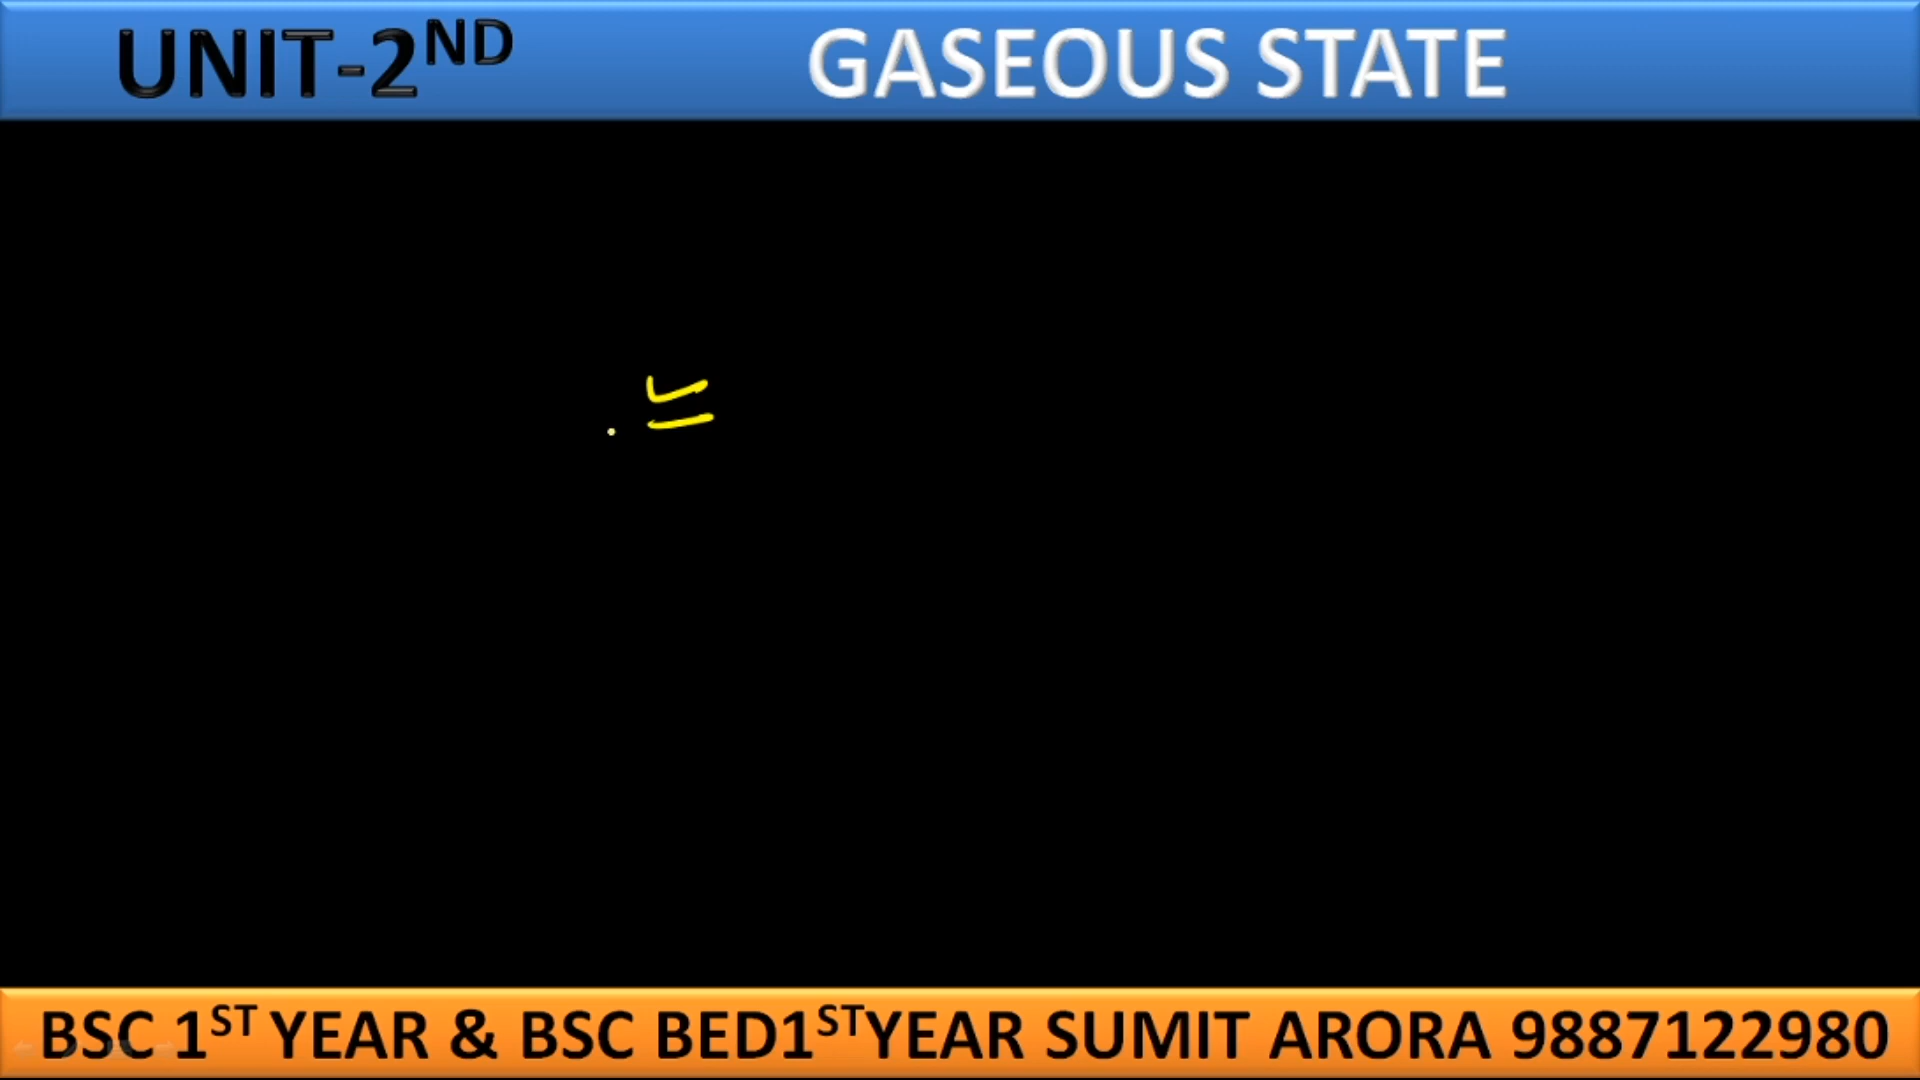 UNIT-2ND GASEOUS STATE
=
BSC 1ST YEAR & BSC BED1STYEAR SUMIT ARORA 9887122980